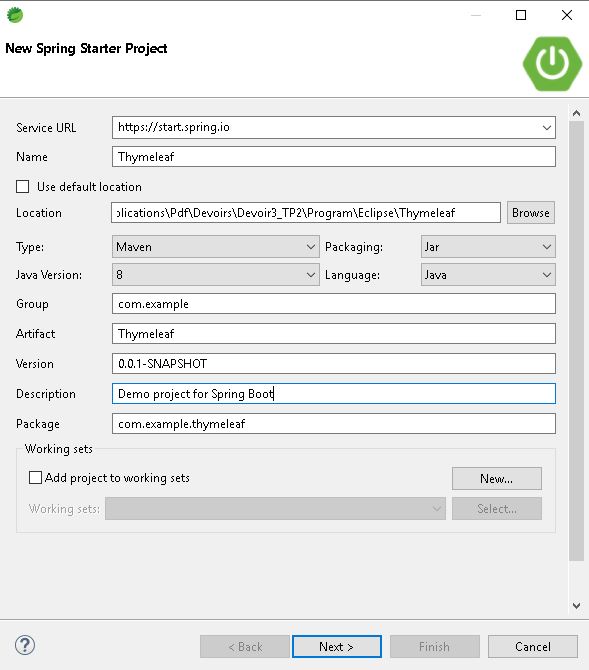 New Spring Starter Project
Service URL https://start.spring.io
Name Thymeleaf
Use default location
Location plications\Pdf\Devoirs\Devoir3_TP2\Program\Eclipse\Thymeleaf Browse
Type: Maven Packaging: Jar
Java Version: 8 Language: Java
Group com.example
Artifact Thymeleaf
Version 0.0.1-SNAPSHOT
Description Demo project for Spring Boot
Package com.example.thymeleaf
Working sets
Add project to working sets New...
Working sets: Select...
? < Back Next > Finish Cancel